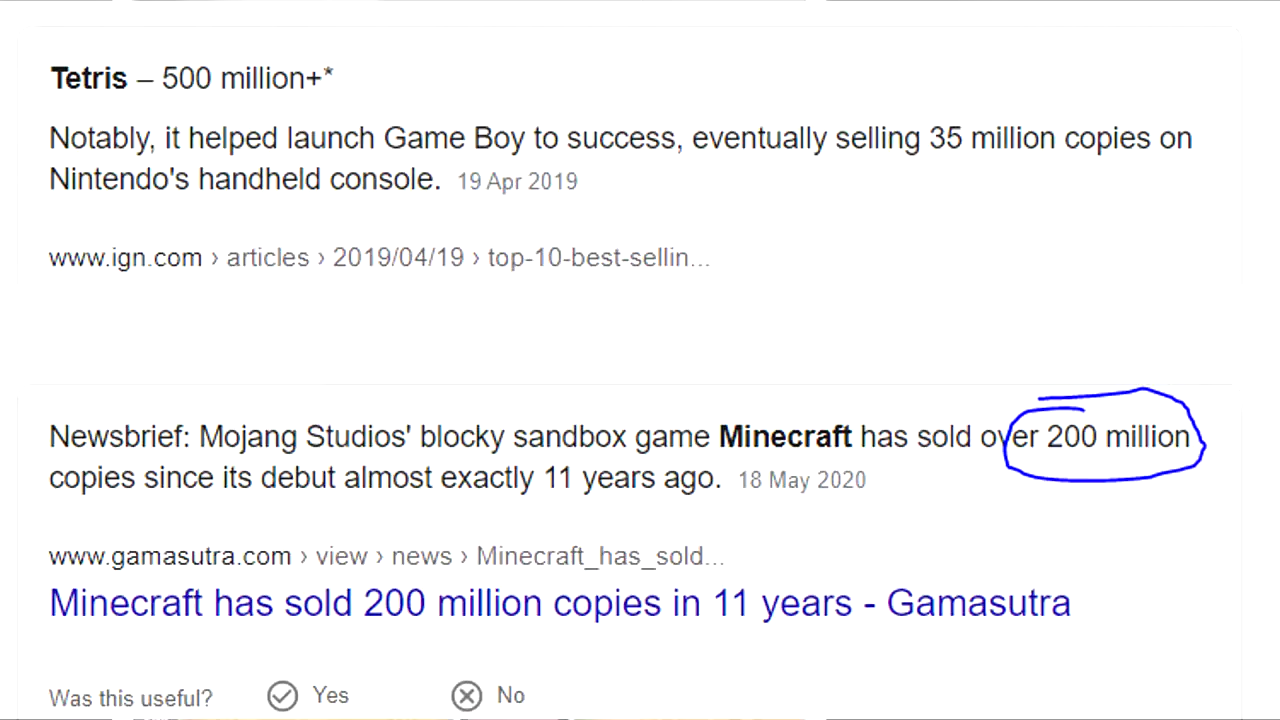 Tetris – 500 million+*
Notably, it helped launch Game Boy to success, eventually selling 35 million copies on
Nintendo's handheld console. 19 Apr 2019
www.ign.com › articles › 2019/04/19 › top-10-best-sellin...
Newsbrief: Mojang Studios' blocky sandbox game Minecraft has sold over 200 million
copies since its debut almost exactly 11 years ago. 18 May 2020
www.gamasutra.com › view › news › Minecraft_has_sold...
Minecraft has sold 200 million copies in 11 years - Gamasutra
Was this useful? Yes No